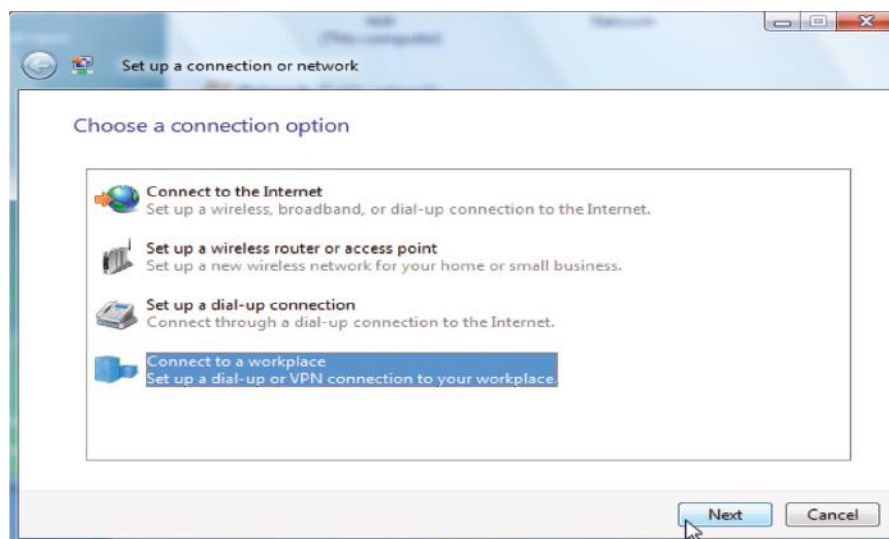 (This computer)
Network
Set up a connection or network
Choose a connection option
Connect to the Internet
Set up a wireless, broadband, or dial-up connection to the Internet.
Set up a wireless router or access point
Set up a new wireless network for your home or small business.
Set up a dial-up connection
Connect through a dial-up connection to the Internet.
Connect to a workplace
Set up a dial-up or VPN connection to your workplace.
Next
Cancel